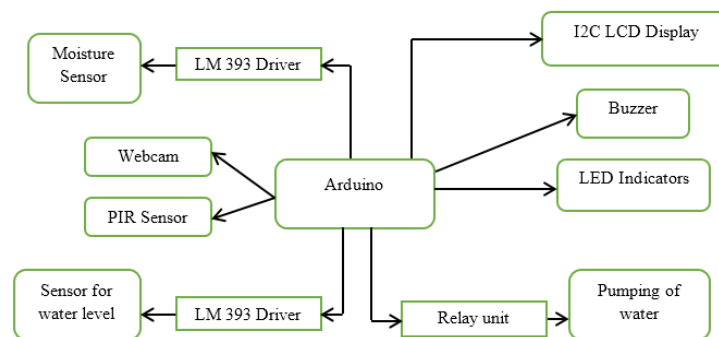 I2C LCD Display
Moisture
Sensor
LM 393 Driver
Buzzer
Webcam
Arduino
LED Indicators
PIR Sensor
Sensor for
water level
LM 393 Driver
Relay unit
Pumping of
water